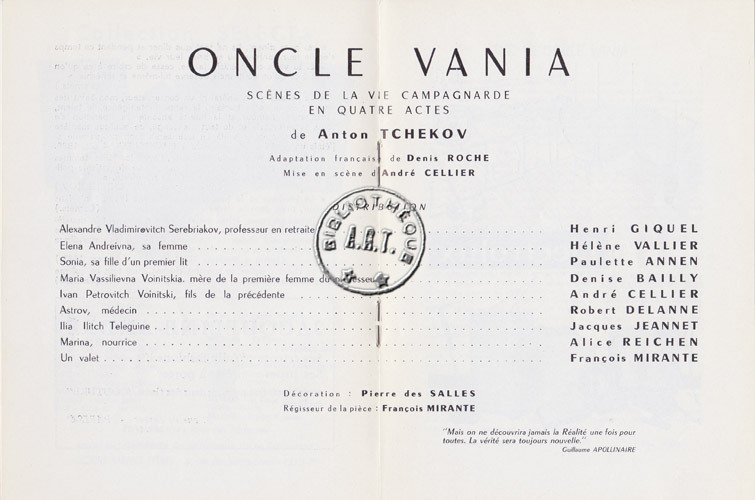 ONCLE VANIA
SCÈNES DE LA VIE CAMPAGNARDE
EN QUATRE ACTES
de Anton TCHEKOV
Adaptation française de Denis ROCHE
Mise en scène d'André CELLIER
DISTRIBUTION
BIBLIOTHÈQUE
A.R.T.
Alexandre Vladimirøvitch Serebriakov, professeur en retraite Henri GIQUEL
Elena Andreivna, sa femme . . . . . . . . . . Hélène VALLIER
Sonia, sa fille d'un premier lit . . . . . . . . . . Paulette ANNEN
Maria Vassilievna Voinitskia. mère de la première femme du professeur Denise BAILLY
Ivan Petrovitch Voinitski, fils de la précédente . . . . . . . . . . André CELLIER
Astrov, médecin . . . . . . . . . . Robert DELANNE
Ilia Ilitch Teleguine . . . . . . . . . . Jacques JEANNET
Marina, nourrice . . . . . . . . . . Alice REICHEN
Un valet . . . . . . . . . . François MIRANTE
Décoration : Pierre des SALLES
Régisseur de la pièce : François MIRANTE
"Mais on ne découvrira jamais la Réalité une fois pour
toutes. La vérité sera toujours nouvelle."
Guillaume APOLLINAIRE